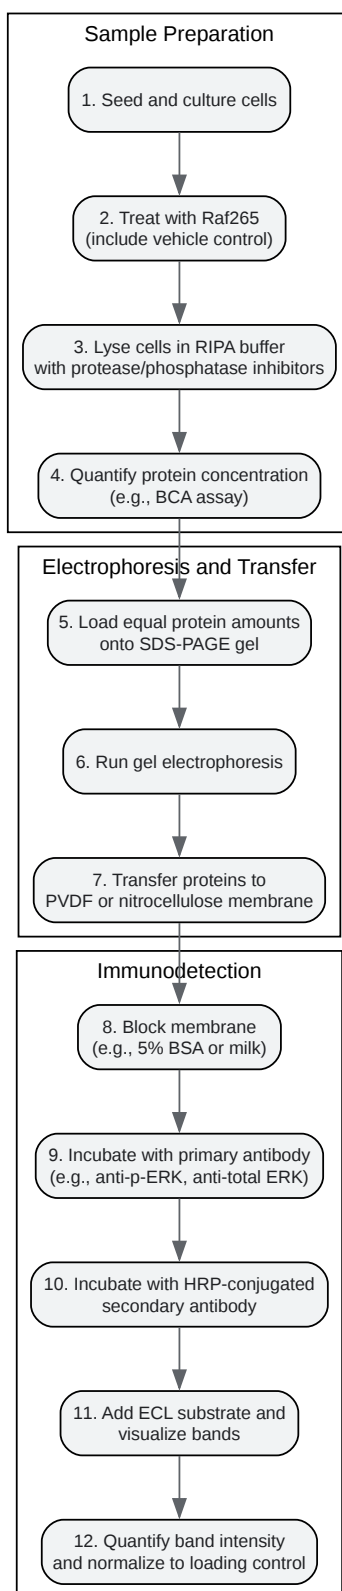 Sample Preparation
1. Seed and culture cells
2. Treat with Raf265
(include vehicle control)
3. Lyse cells in RIPA buffer
with protease/phosphatase inhibitors
4. Quantify protein concentration
(e.g., BCA assay)
Electrophoresis and Transfer
5. Load equal protein amounts
onto SDS-PAGE gel
6. Run gel electrophoresis
7. Transfer proteins to
PVDF or nitrocellulose membrane
Immunodetection
8. Block membrane
(e.g., 5% BSA or milk)
9. Incubate with primary antibody
(e.g., anti-p-ERK, anti-total ERK)
10. Incubate with HRP-conjugated
secondary antibody
11. Add ECL substrate and
visualize bands
12. Quantify band intensity
and normalize to loading control